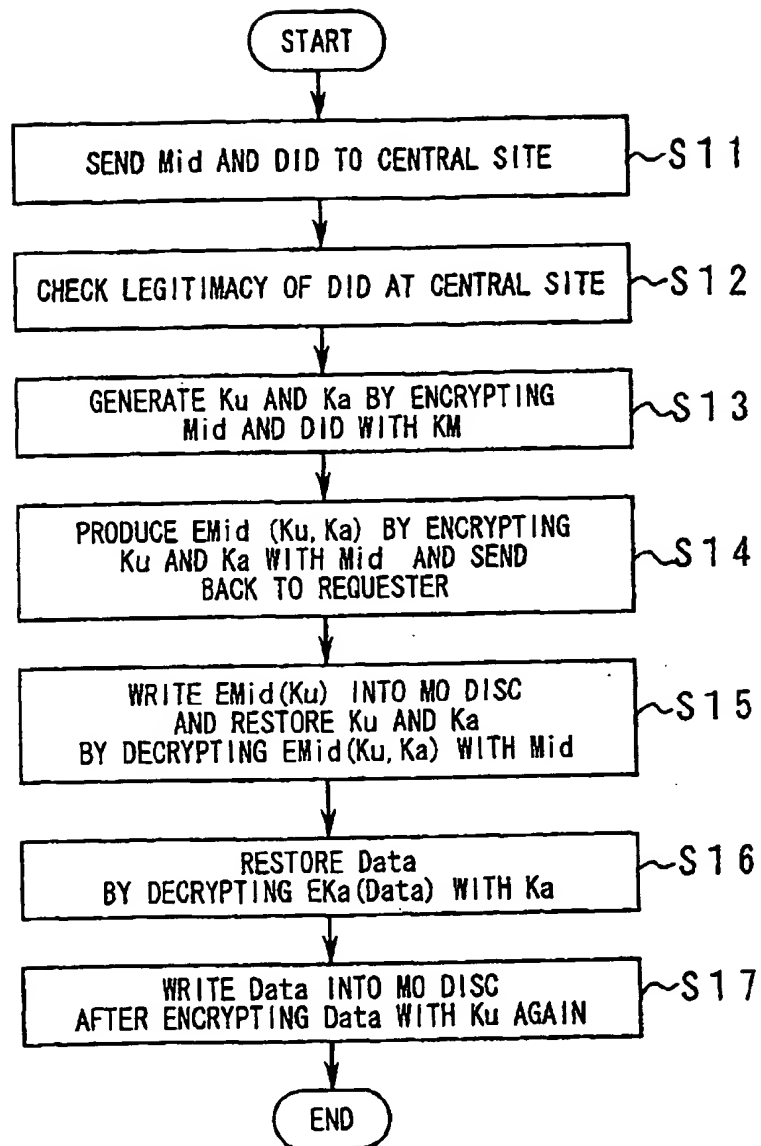 START
SEND Mid AND DID TO CENTRAL SITE
S11
CHECK LEGITIMACY OF DID AT CENTRAL SITE
S12
GENERATE Ku AND Ka BY ENCRYPTING
Mid AND DID WITH KM
S13
PRODUCE EMid (Ku, Ka) BY ENCRYPTING
Ku AND Ka WITH Mid AND SEND
BACK TO REQUESTER
S14
WRITE EMid(Ku) INTO MO DISC
AND RESTORE Ku AND Ka
BY DECRYPTING EMid(Ku, Ka) WITH Mid
S15
RESTORE Data
BY DECRYPTING EKa(Data) WITH Ka
S16
WRITE Data INTO MO DISC
AFTER ENCRYPTING Data WITH Ku AGAIN
S17
END